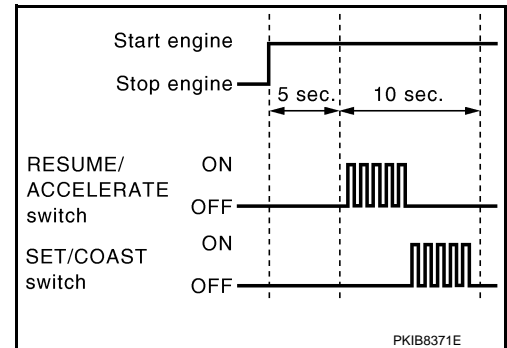 Start engine
Stop engine
5 sec.
10 sec.
RESUME/
ACCELERATE
switch
ON
OFF
SET/COAST
switch
ON
OFF
PKIB8371E